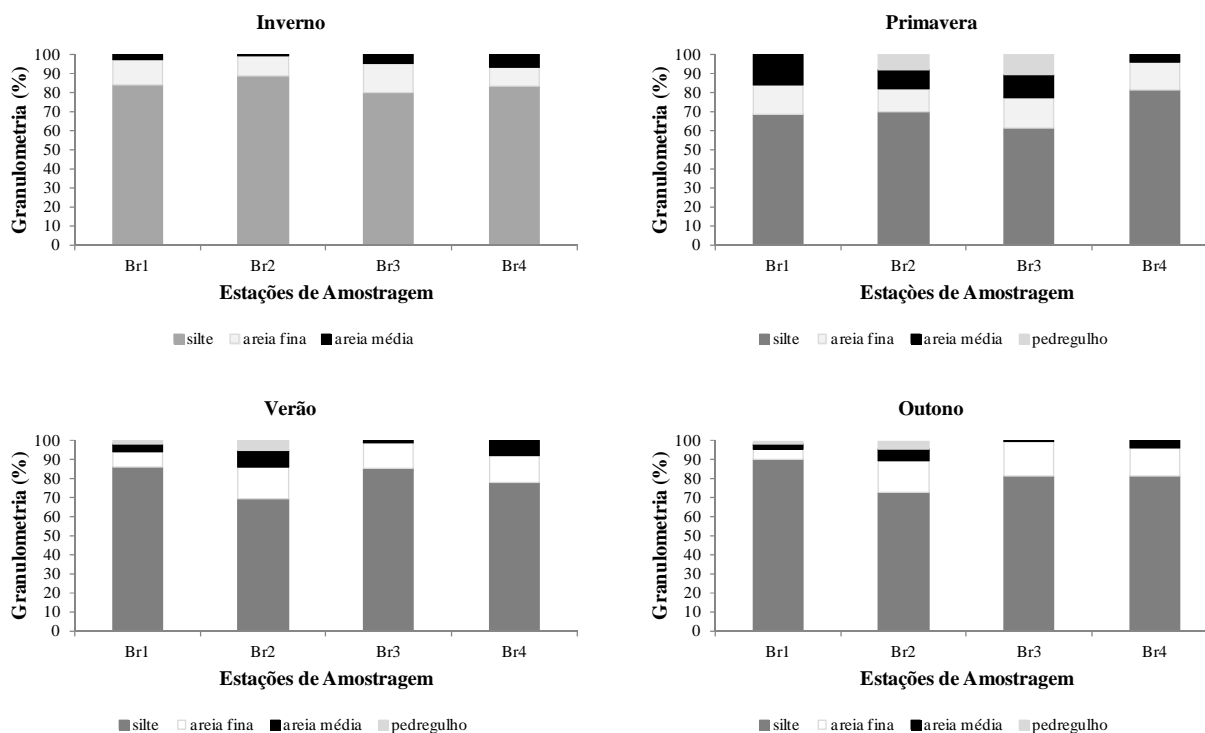 Inverno
Granulometria (%)
100
90
80
70
60
50
40
30
20
10
0
Br1 Br2 Br3 Br4
Estações de Amostragem
silte areia fina areia média
Primavera
Granulometria (%)
100
90
80
70
60
50
40
30
20
10
0
Br1 Br2 Br3 Br4
Estaçòes de Amostragem
silte areia fina areia média pedregulho
Verão
Granulometria (%)
100
90
80
70
60
50
40
30
20
10
0
Br1 Br2 Br3 Br4
Estações de Amostragem
silte areia fina areia média pedregulho
Outono
Granulometria (%)
100
90
80
70
60
50
40
30
20
10
0
Br1 Br2 Br3 Br4
Estações de Amostragem
silte areia fina areia média pedregulho